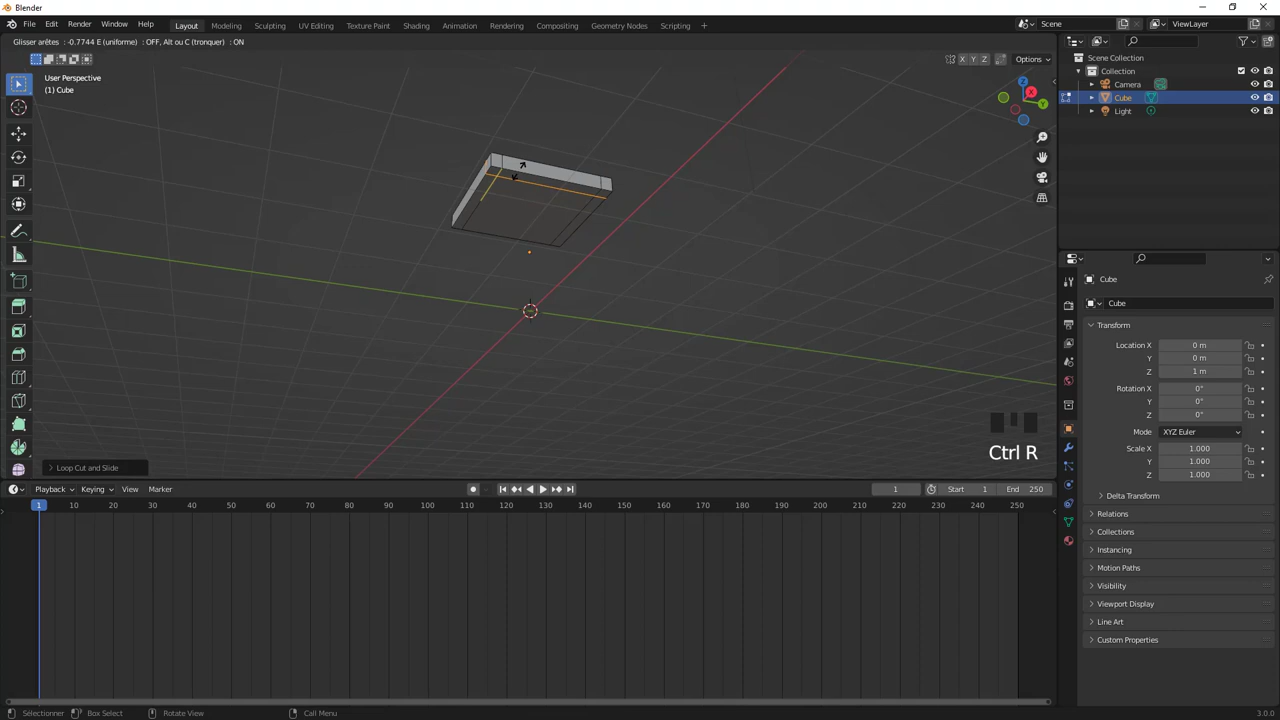 Blender
File Edit Render Window Help Layout Modeling Sculpting UV Editing Texture Paint Shading Animation Rendering Compositing Geometry Nodes Scripting + Scene ViewLayer
Glisser arêtes : -0.7744 E (uniforme) : OFF, Alt ou C (tronquer) : ON
X Y Z Options
User Perspective
(1) Cube
Scene Collection
Collection
Camera
Cube
Light
Z
X
Y
Ctrl R
Loop Cut and Slide
Cube
Cube
Transform
Location X 0 m
Y 0 m
Z 1 m
Rotation X 0°
Y 0°
Z 0°
Mode XYZ Euler
Scale X 1.000
Y 1.000
Z 1.000
Delta Transform
Relations
Collections
Instancing
Motion Paths
Visibility
Viewport Display
Line Art
Custom Properties
Playback Keying View Marker 1 Start 1 End 250
1 10 20 30 40 50 60 70 80 90 100 110 120 130 140 150 160 170 180 190 200 210 220 230 240 250
Sélectionner Box Select Rotate View Call Menu 3.0.0